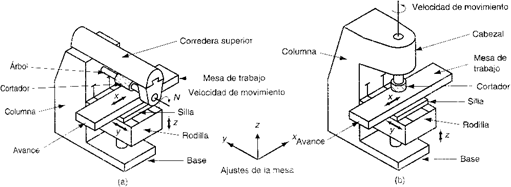 Corredera superior
Árbol
Cortador
Columna
Avance
x
y
Mesa de trabajo
Velocidad de movimiento
N
Silla
z
Rodilla
Base
(a)
z
y
x
Ajustes de la mesa
Velocidad de movimiento
Cabezal
Columna
Mesa de
trabajo
Cortador
Silla
x
y
Rodilla
z
Avance
Base
(b)